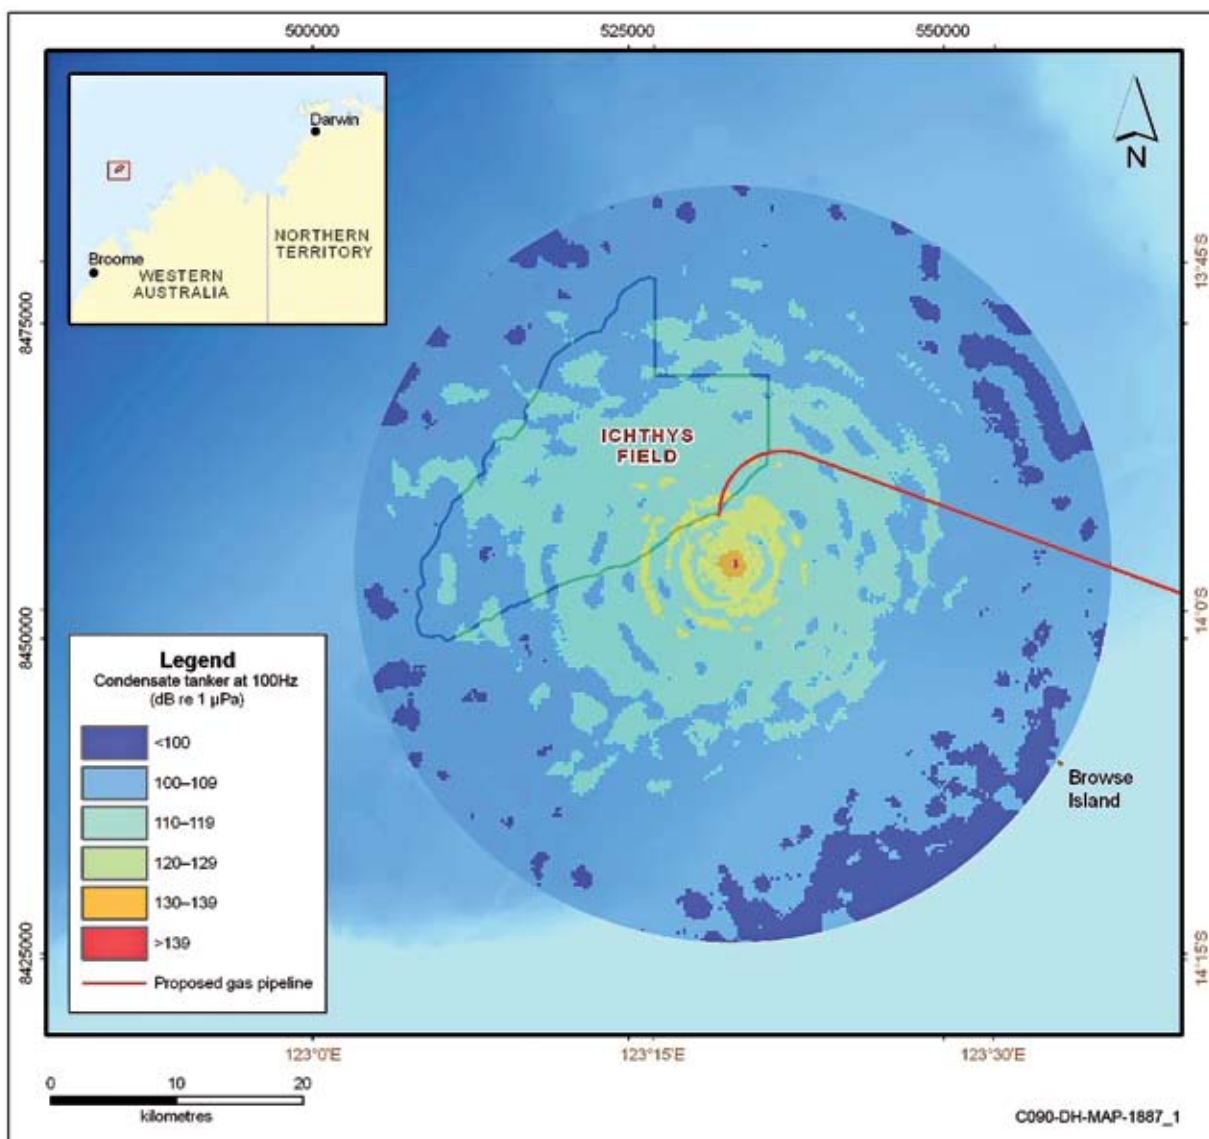 500000
525000
550000
Darwin
Broome
WESTERN
AUSTRALIA
NORTHERN
TERRITORY
N
13°45'S
8475000
ICHTHYS
FIELD
1
14°0'S
8450000
Legend
Condensate tanker at 100Hz
(dB re 1 µPa)
<100
100–109
110–119
120–129
130–139
>139
Proposed gas pipeline
Browse
Island
8425000
14°15'S
123°0'E
123°15'E
123°30'E
0
10
20
kilometres
C090-DH-MAP-1887_1